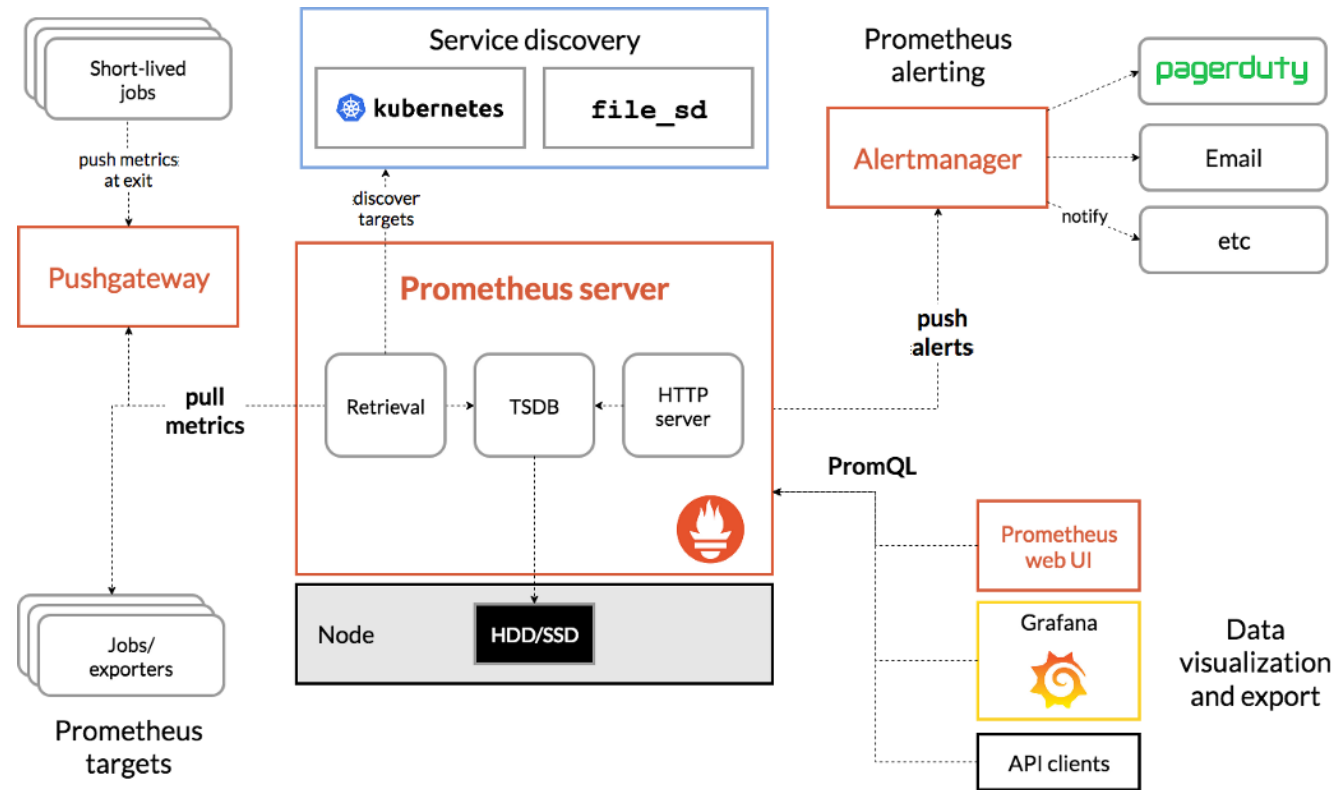 Short-lived
jobs
push metrics
at exit
Pushgateway
pull
metrics
Jobs/
exporters
Prometheus
targets
Service discovery
kubernetes
file_sd
discover
targets
Prometheus server
Retrieval
TSDB
HTTP
server
Node
HDD/SSD
Prometheus
alerting
Alertmanager
pagerduty
Email
notify
etc
push
alerts
PromQL
Prometheus
web UI
Grafana
API clients
Data
visualization
and export